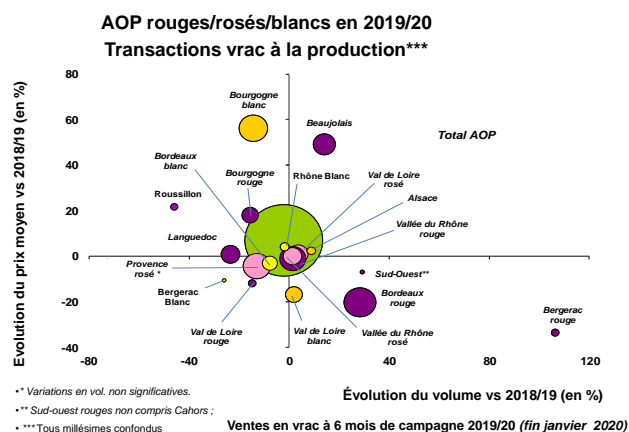 AOP rouges/rosés/blancs en 2019/20
Transactions vrac à la production***
Evolution du prix moyen vs 2018/19 (en %)
80
60
40
20
0
-20
-40
-80
-40
0
40
80
120
Bourgogne
blanc
Beaujolais
Total AOP
Bordeaux
blanc
Bourgogne
rouge
Rhône Blanc
Val de Loire
rosé
Roussillon
Alsace
Languedoc
Vallée du Rhône
rouge
Provence
rosé *
Bergerac
Blanc
Val de Loire
rouge
Val de Loire
blanc
Vallée du Rhône
rosé
Sud-Ouest**
Bordeaux
rouge
Bergerac
rouge
Évolution du volume vs 2018/19 (en %)
•* Variations en vol. non significatives.
•** Sud-ouest rouges non compris Cahors ;
• ***Tous millésimes confondus
Ventes en vrac à 6 mois de campagne 2019/20 (fin janvier 2020)